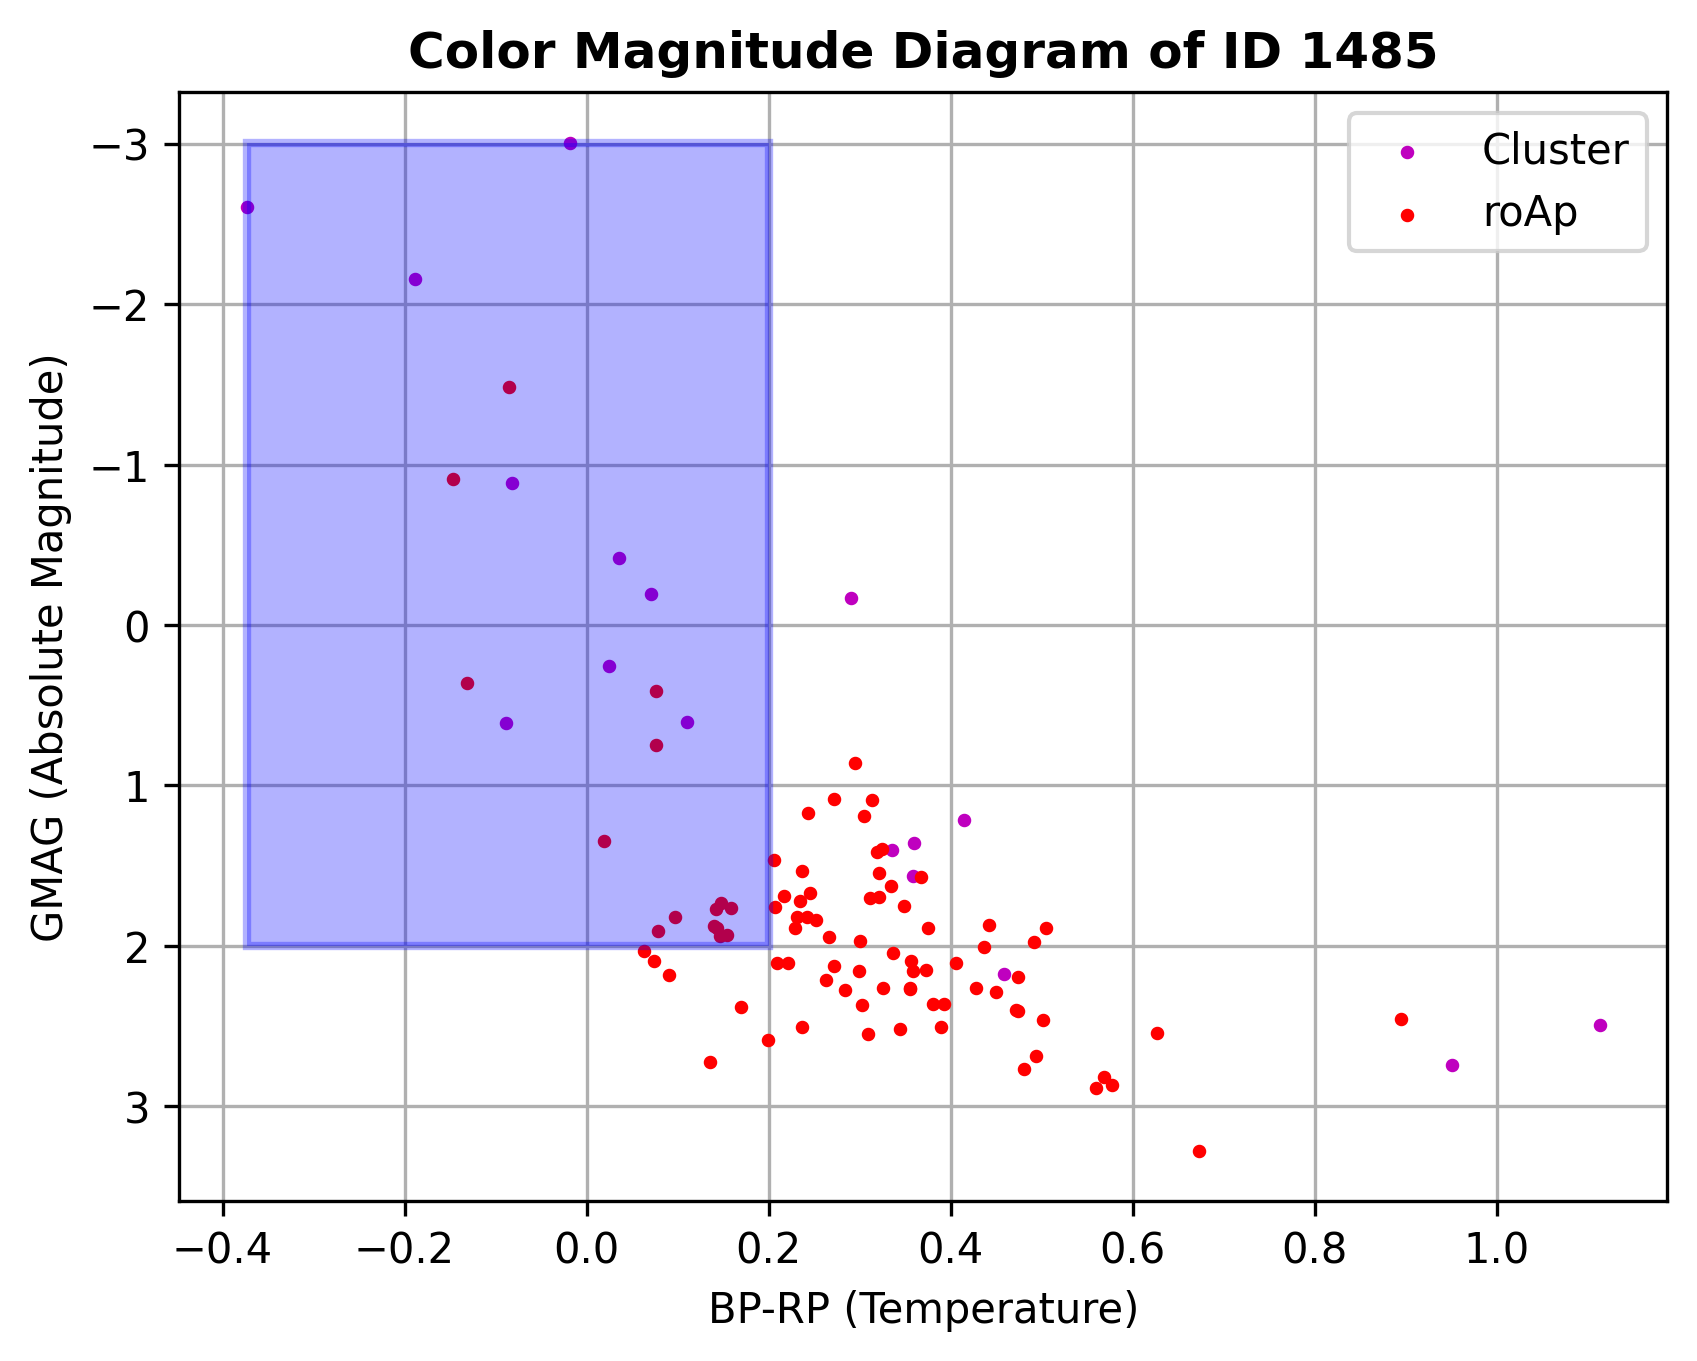 Color Magnitude Diagram of ID 1485
Cluster
roAp
GMAG (Absolute Magnitude)
−3
−2
−1
0
1
2
3
−0.4 −0.2 0.0 0.2 0.4 0.6 0.8 1.0
BP-RP (Temperature)